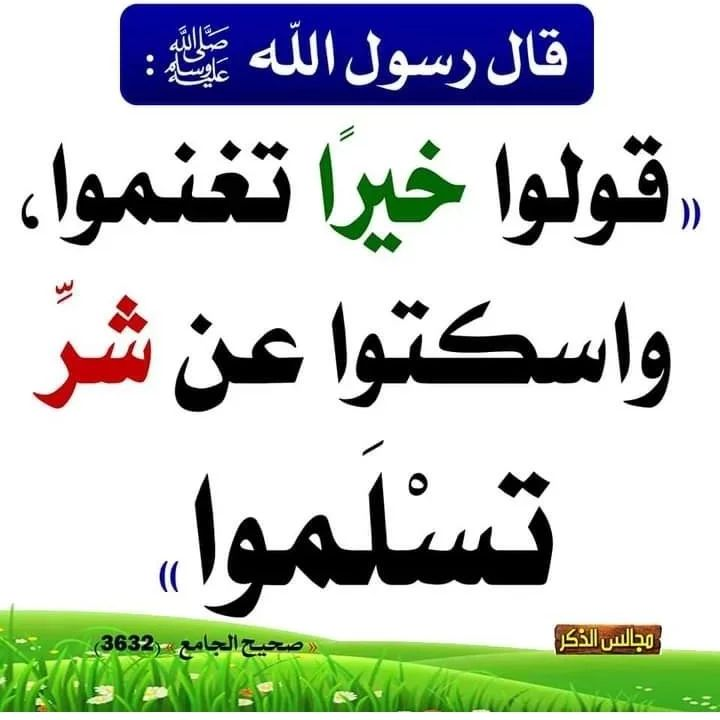 قال رسول الله ﷺ :
«قولوا خيرًا تغنموا،
واسكتوا عن شرِّ
تسْلَموا»
مجالس الذكر
« صحيح الجامع » (3632)